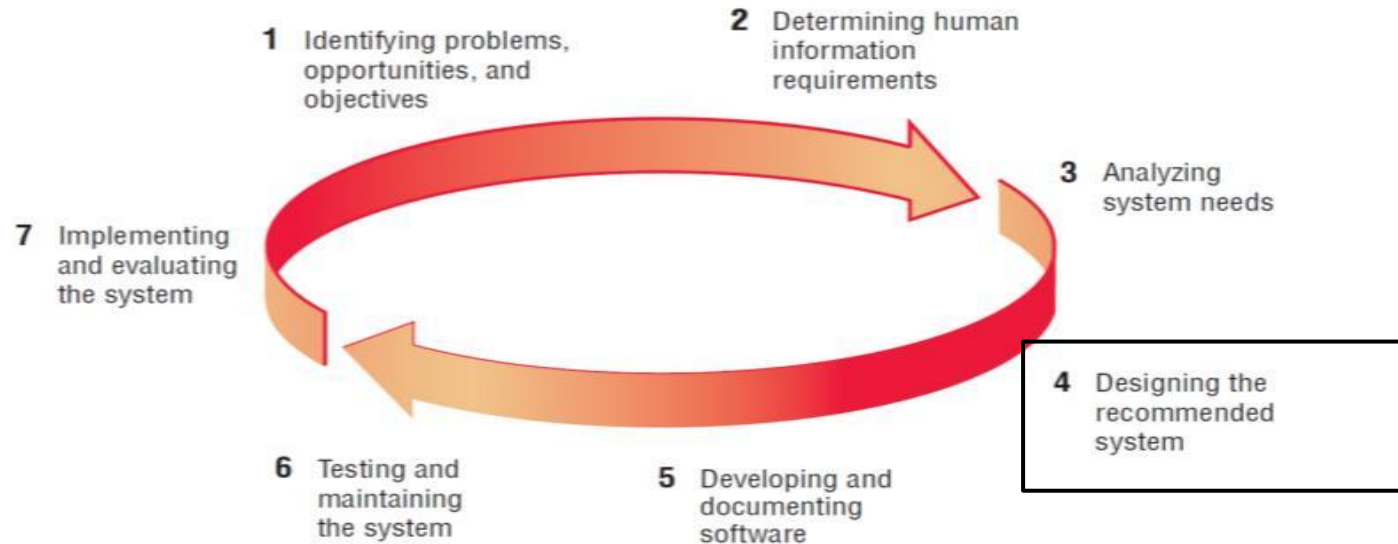 1 Identifying problems,
opportunities, and
objectives
2 Determining human
information
requirements
3 Analyzing
system needs
4 Designing the
recommended
system
5 Developing and
documenting
software
6 Testing and
maintaining
the system
7 Implementing
and evaluating
the system